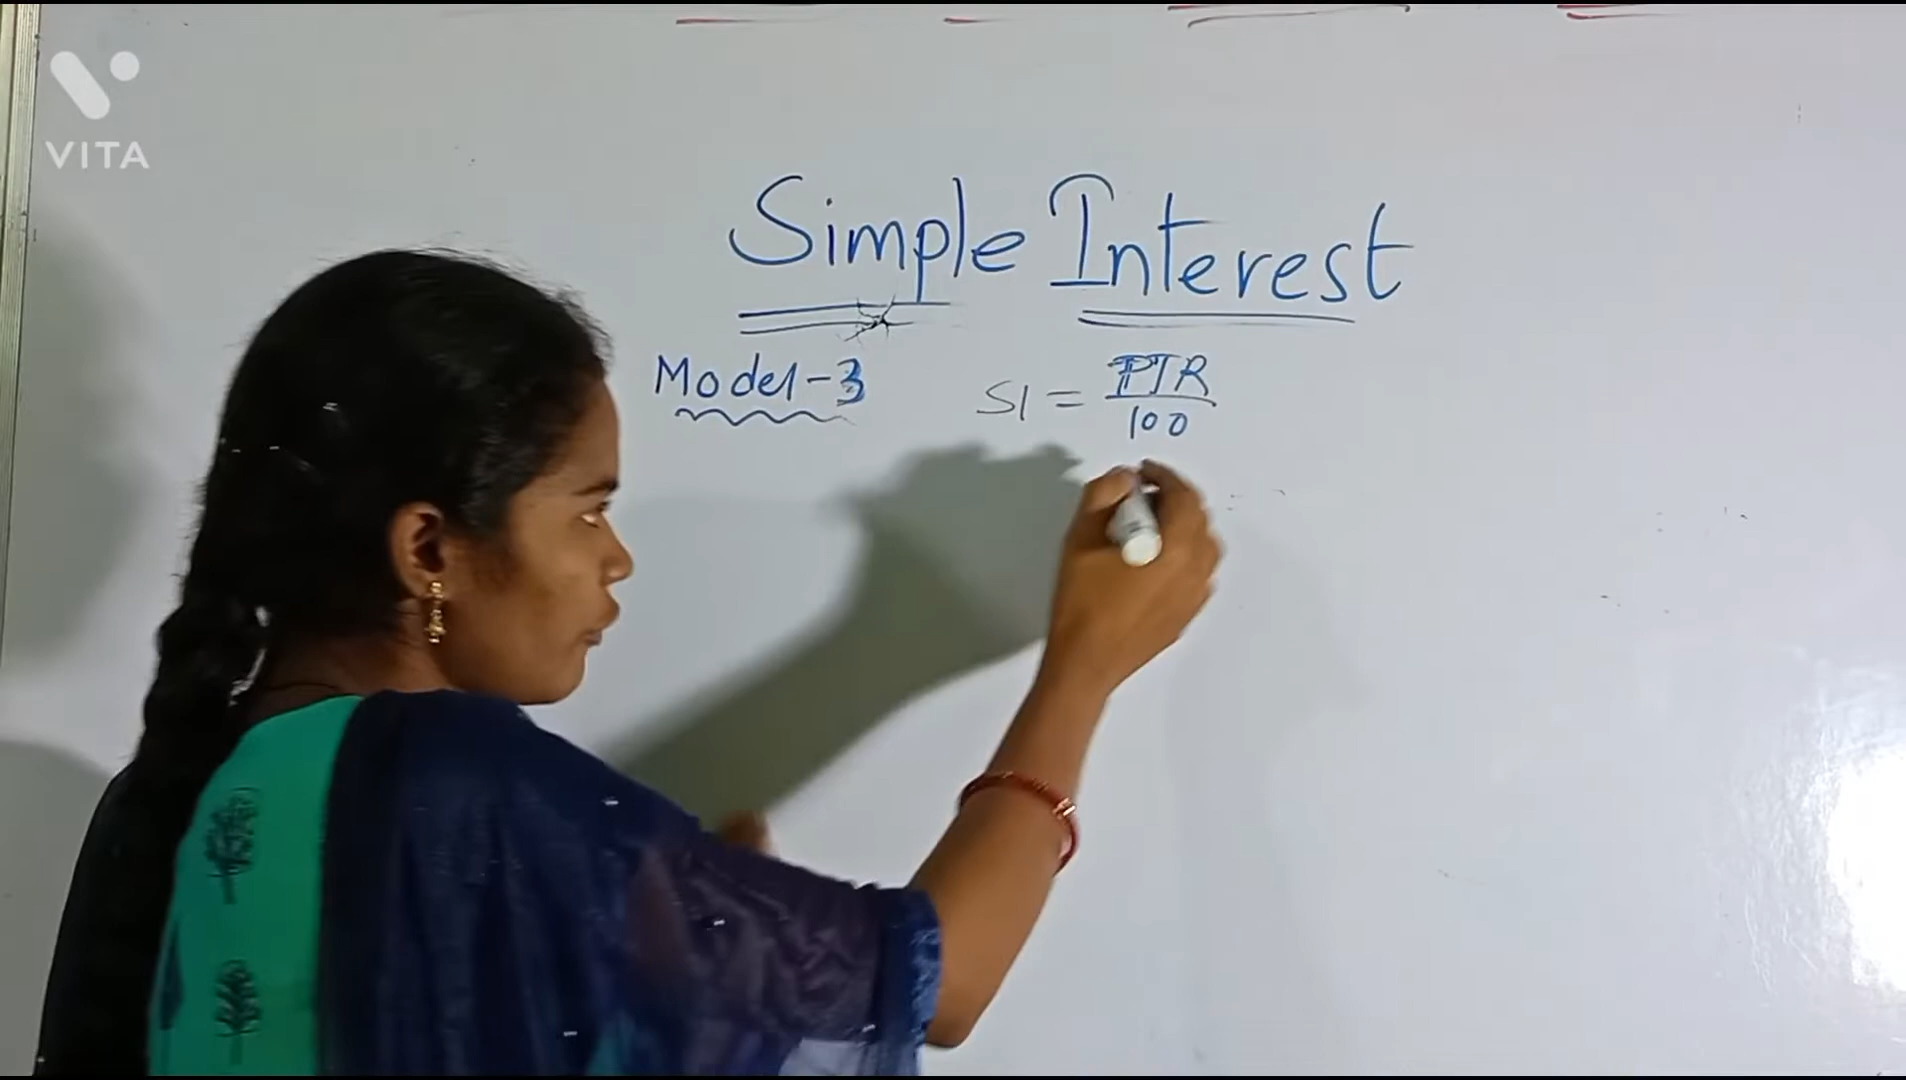 VITA
Simple Interest
Model-3
SI = PTR/100